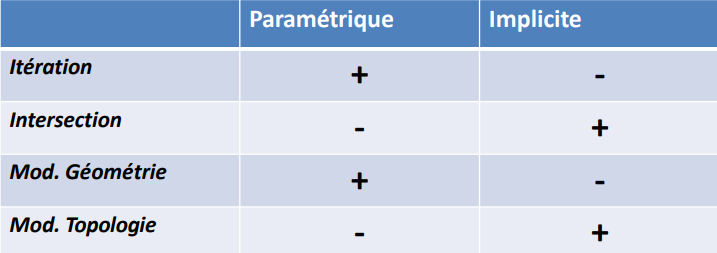 Paramétrique Implicite
Itération + -
Intersection - +
Mod. Géométrie + -
Mod. Topologie - +